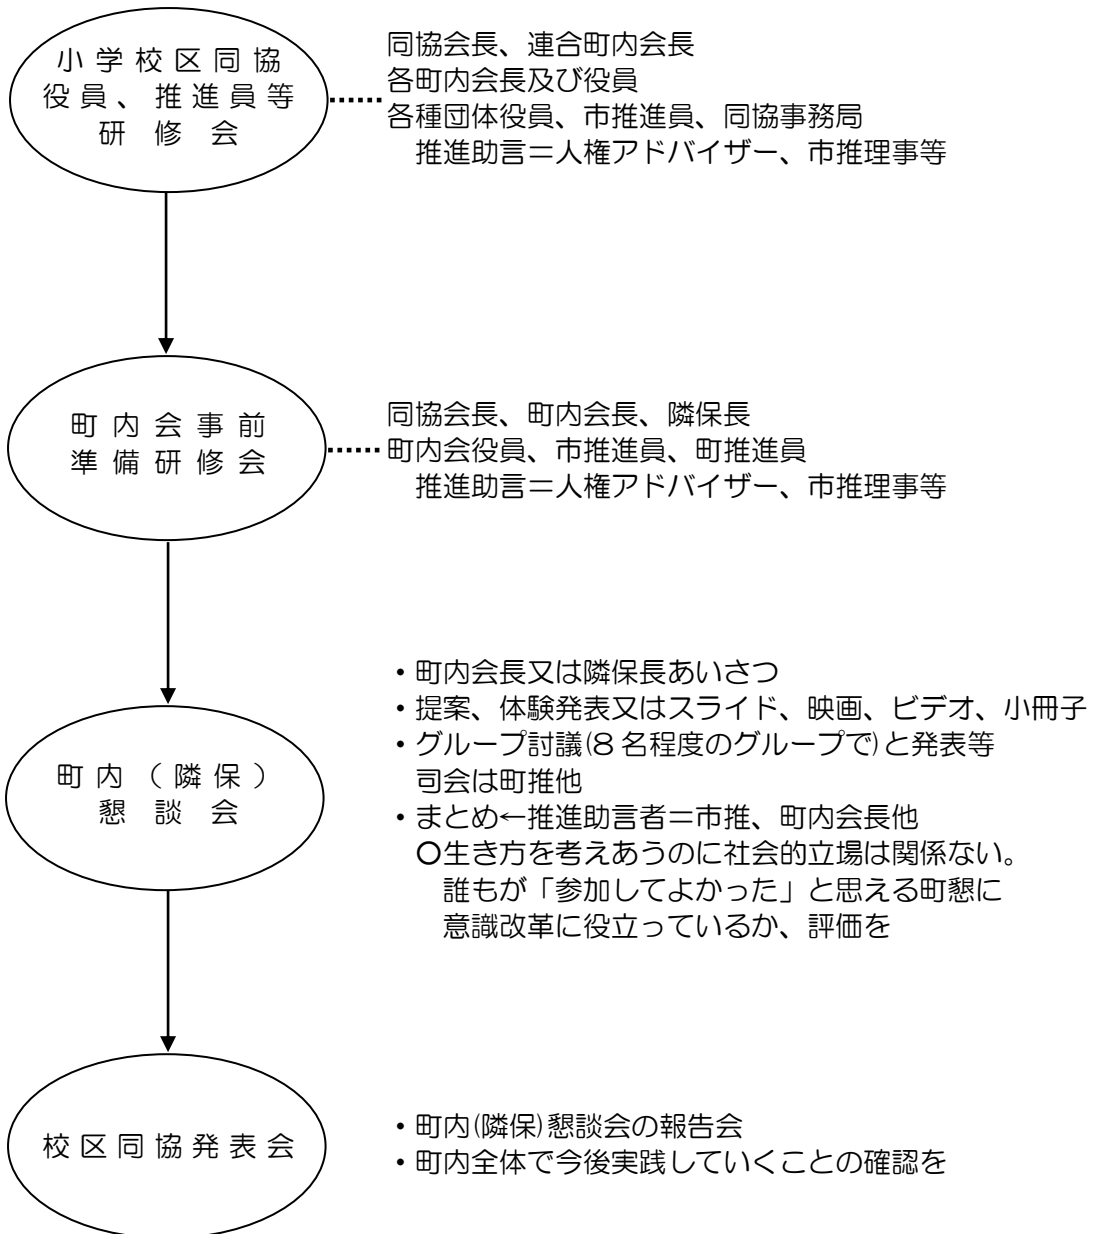 小学校区同協
役員、推進員等
研修会
同協会長、連合町内会長
各町内会長及び役員
各種団体役員、市推進員、同協事務局
推進助言＝人権アドバイザー、市推理事等
町内会事前
準備研修会
同協会長、町内会長、隣保長
町内会役員、市推進員、町推進員
推進助言＝人権アドバイザー、市推理事等
町内（隣保）
懇談会
・町内会長又は隣保長あいさつ
・提案、体験発表又はスライド、映画、ビデオ、小冊子
・グループ討議(８名程度のグループで)と発表等
司会は町推他
・まとめ←推進助言者＝市推、町内会長他
○生き方を考えあうのに社会的立場は関係ない。
誰もが「参加してよかった」と思える町懇に
意識改革に役立っているか、評価を
校区同協発表会
・町内(隣保)懇談会の報告会
・町内全体で今後実践していくことの確認を